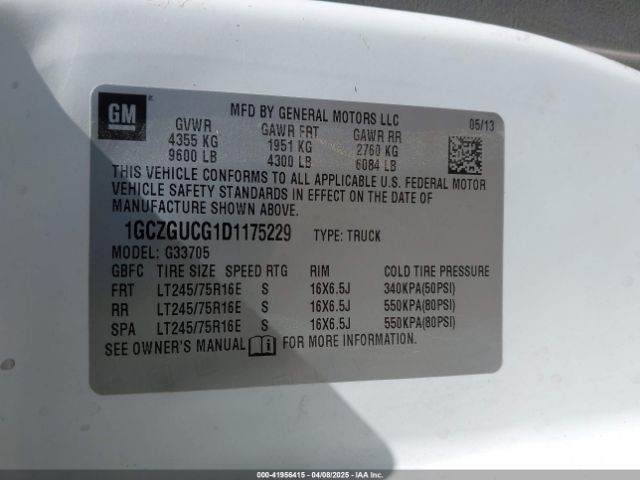 GM
MFD BY GENERAL MOTORS LLC
05/13
GVWR GAWR FRT GAWR RR
4355 KG 1951 KG 2760 KG
9600 LB 4300 LB 6084 LB
THIS VEHICLE CONFORMS TO ALL APPLICABLE U.S. FEDERAL MOTOR
VEHICLE SAFETY STANDARDS IN EFFECT ON THE DATE OF
MANUFACTURE SHOWN ABOVE.
1GCZGUCG1D1175229 TYPE: TRUCK
MODEL: G33705
GBFC TIRE SIZE SPEED RTG RIM COLD TIRE PRESSURE
FRT LT245/75R16E S 16X6.5J 340KPA(50PSI)
RR LT245/75R16E S 16X6.5J 550KPA(80PSI)
SPA LT245/75R16E S 16X6.5J 550KPA(80PSI)
SEE OWNER'S MANUAL FOR MORE INFORMATION.
000-41956415 - 04/08/2025 - IAA Inc.